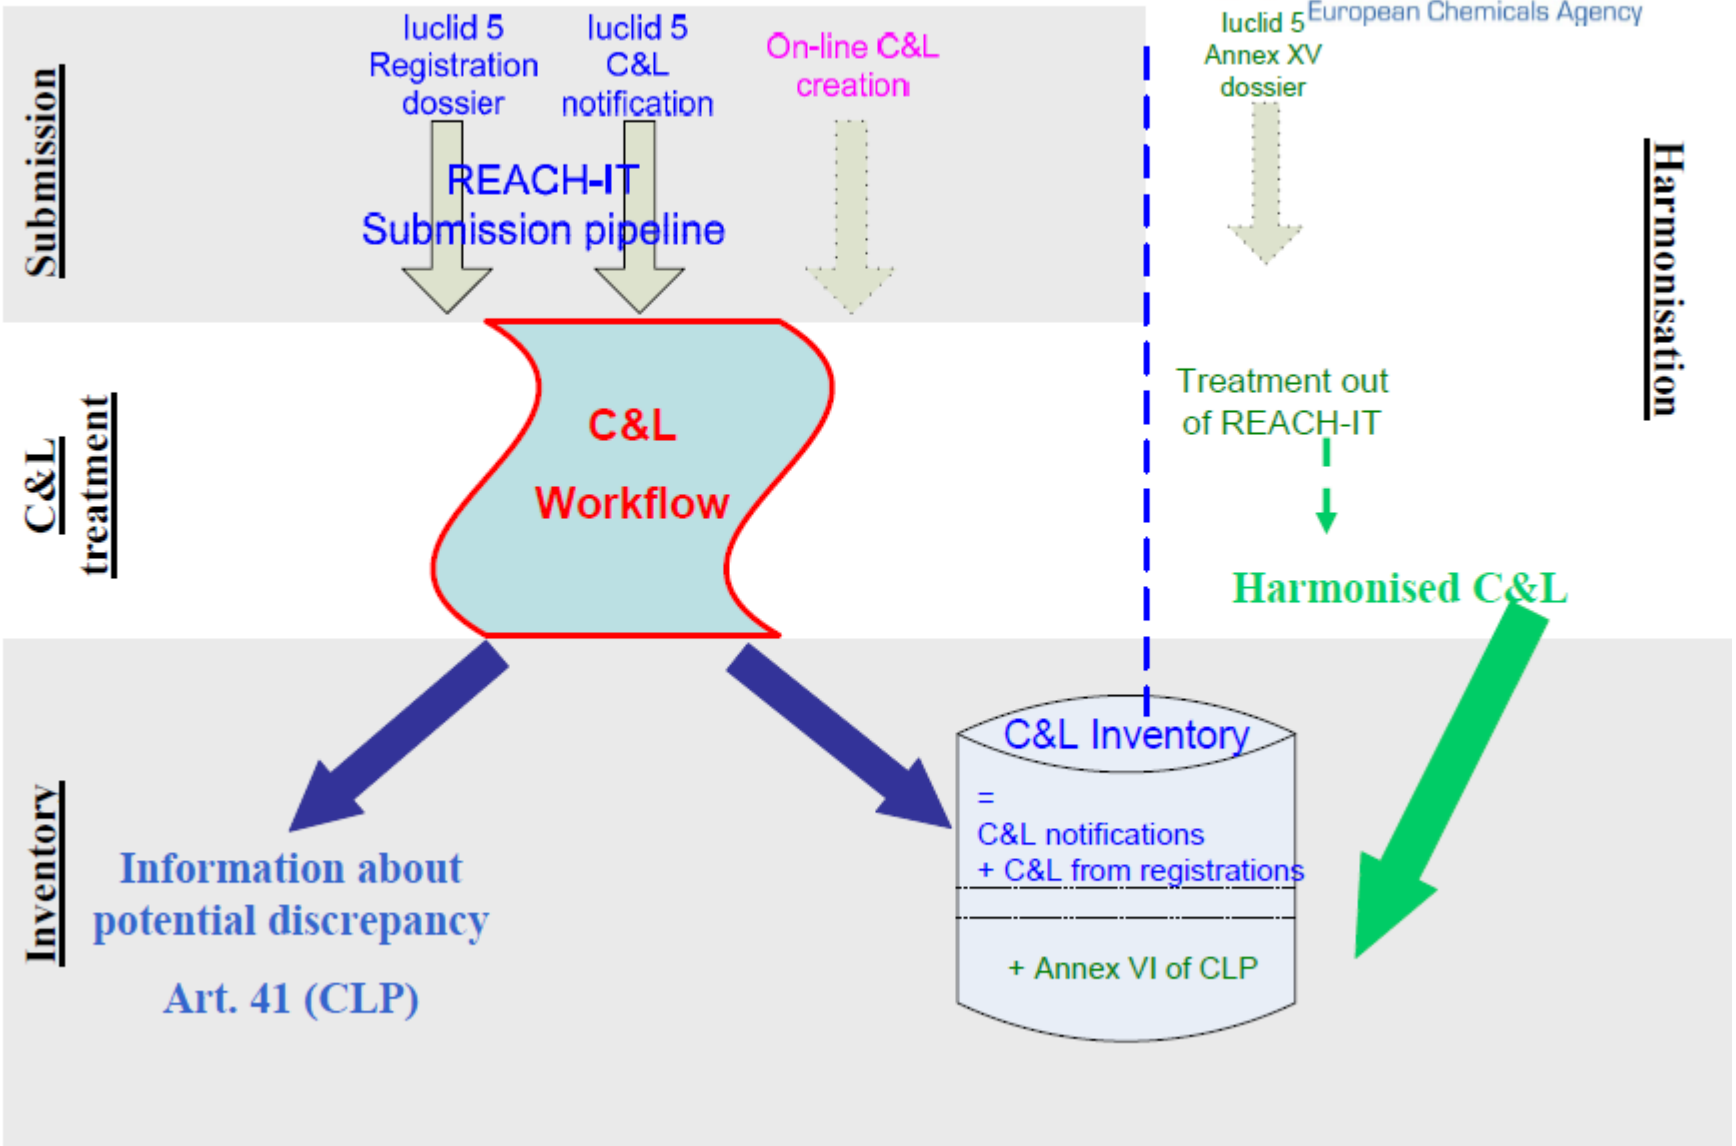 European Chemicals Agency
Submission
Iuclid 5
Registration
dossier
Iuclid 5
C&L
notification
On-line C&L
creation
REACH-IT
Submission pipeline
Iuclid 5
Annex XV
dossier
Harmonisation
C&L
treatment
C&L
Workflow
Treatment out
of REACH-IT
Harmonised C&L
Inventory
Information about
potential discrepancy
Art. 41 (CLP)
C&L Inventory
=
C&L notifications
+ C&L from registrations
+ Annex VI of CLP